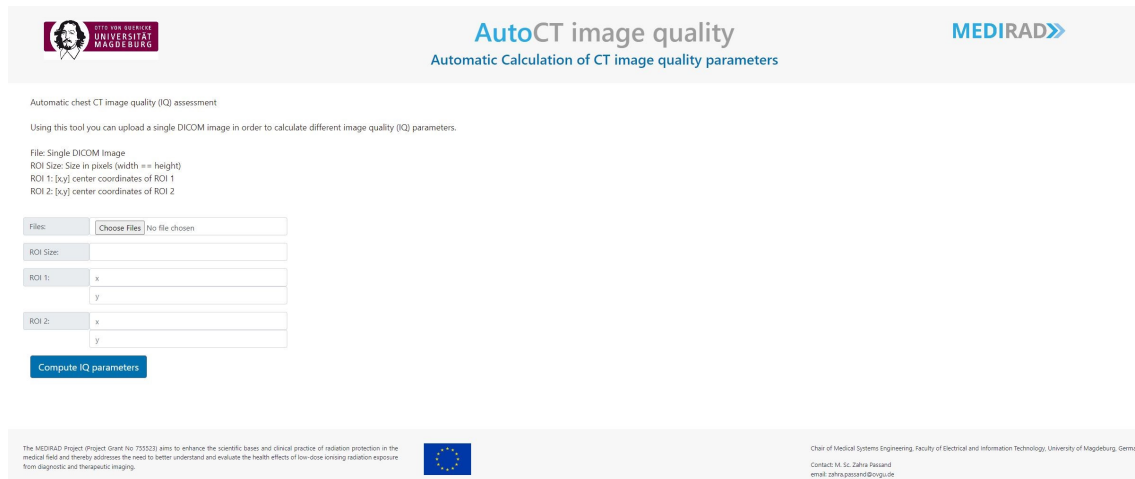 OTTO VON GUERICKE
UNIVERSITÄT
MAGDEBURG
AutoCT image quality
Automatic Calculation of CT image quality parameters
MEDIRAD
Automatic chest CT image quality (IQ) assessment
Using this tool you can upload a single DICOM image in order to calculate different image quality (IQ) parameters.
File: Single DICOM Image
ROI Size: Size in pixels (width == height)
ROI 1: [x,y] center coordinates of ROI 1
ROI 2: [x,y] center coordinates of ROI 2
Files: Choose Files No file chosen
ROI Size:
ROI 1: x
y
ROI 2: x
y
Compute IQ parameters
The MEDIRAD Project (Project Grant No 755523) aims to enhance the scientific bases and clinical practice of radiation protection in the
medical field and thereby addresses the need to better understand and evaluate the health effects of low-dose ionising radiation exposure
from diagnostic and therapeutic imaging.
Chair of Medical Systems Engineering, Faculty of Electrical and Information Technology, University of Magdeburg, Germa
Contact: M. Sc. Zahra Passand
email: zahra.passand@ovgu.de